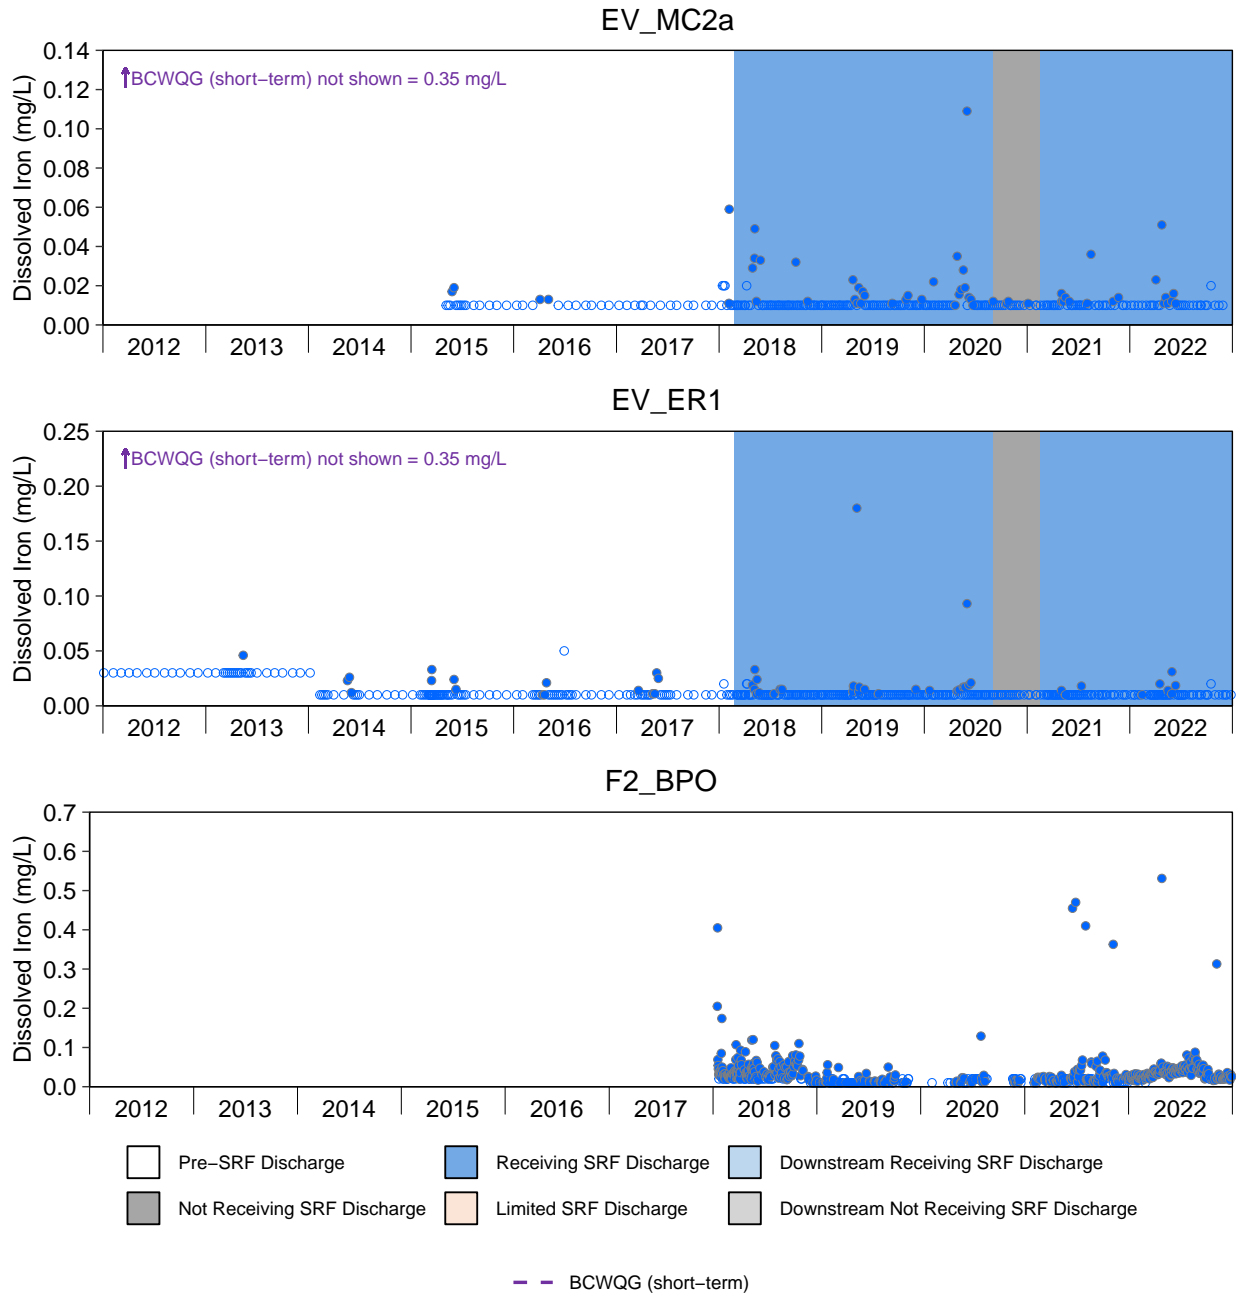 EV_MC2a
Dissolved Iron (mg/L)
0.14
0.12
0.10
0.08
0.06
0.04
0.02
0.00
BCWQG (short−term) not shown = 0.35 mg/L
2012 2013 2014 2015 2016 2017 2018 2019 2020 2021 2022
EV_ER1
Dissolved Iron (mg/L)
0.25
0.20
0.15
0.10
0.05
0.00
BCWQG (short−term) not shown = 0.35 mg/L
2012 2013 2014 2015 2016 2017 2018 2019 2020 2021 2022
F2_BPO
Dissolved Iron (mg/L)
0.7
0.6
0.5
0.4
0.3
0.2
0.1
0.0
2012 2013 2014 2015 2016 2017 2018 2019 2020 2021 2022
Pre−SRF Discharge Receiving SRF Discharge Downstream Receiving SRF Discharge
Not Receiving SRF Discharge Limited SRF Discharge Downstream Not Receiving SRF Discharge
BCWQG (short−term)